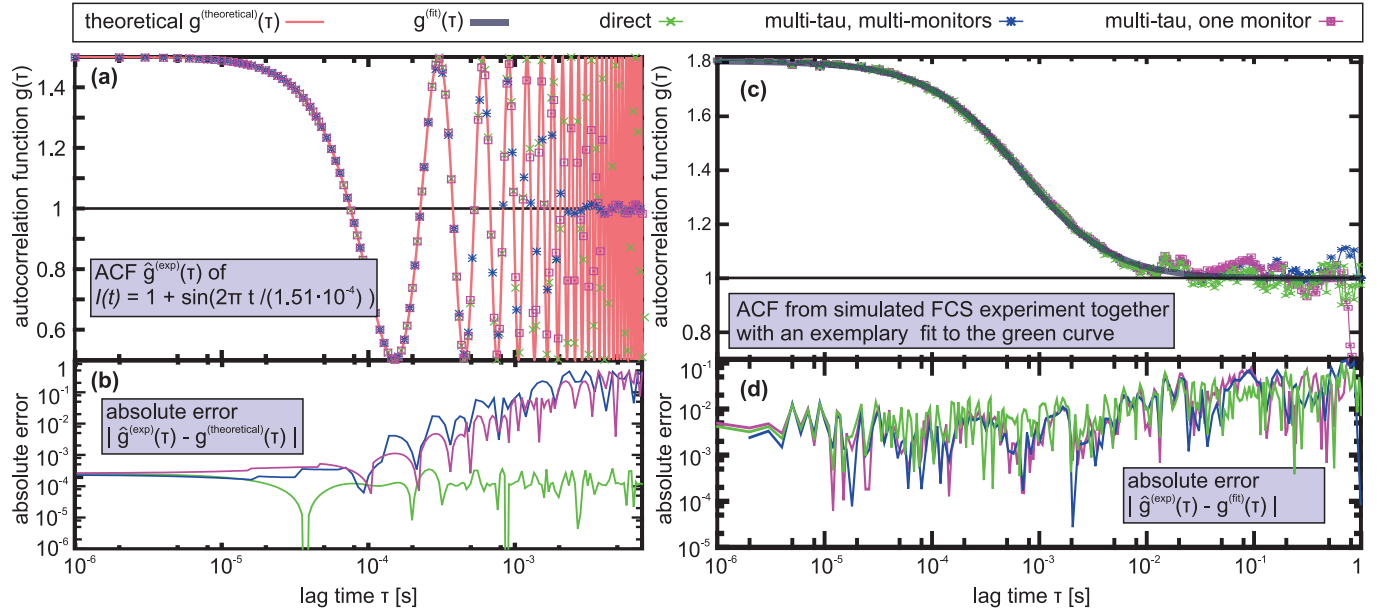 theoretical g(theoretical)(τ)
g(fit)(τ)
direct
multi-tau, multi-monitors
multi-tau, one monitor
(a)
autocorrelation function g(τ)
1.4
1.2
1
0.8
0.6
ACF ĝ(exp)(τ) of
I(t) = 1 + sin(2π t /(1.51·10-4) )
(b)
absolute error
1
10-1
10-2
10-3
10-4
10-5
10-6
absolute error
| ĝ(exp)(τ) - g(theoretical)(τ) |
10-6
10-5
10-4
10-3
lag time τ [s]
(c)
autocorrelation function g(τ)
1.8
1.6
1.4
1.2
1
0.8
ACF from simulated FCS experiment together
with an exemplary fit to the green curve
(d)
absolute error
10-1
10-2
10-3
10-4
10-5
absolute error
| ĝ(exp)(τ) - g(fit)(τ) |
10-6
10-5
10-4
10-3
10-2
10-1
1
lag time τ [s]